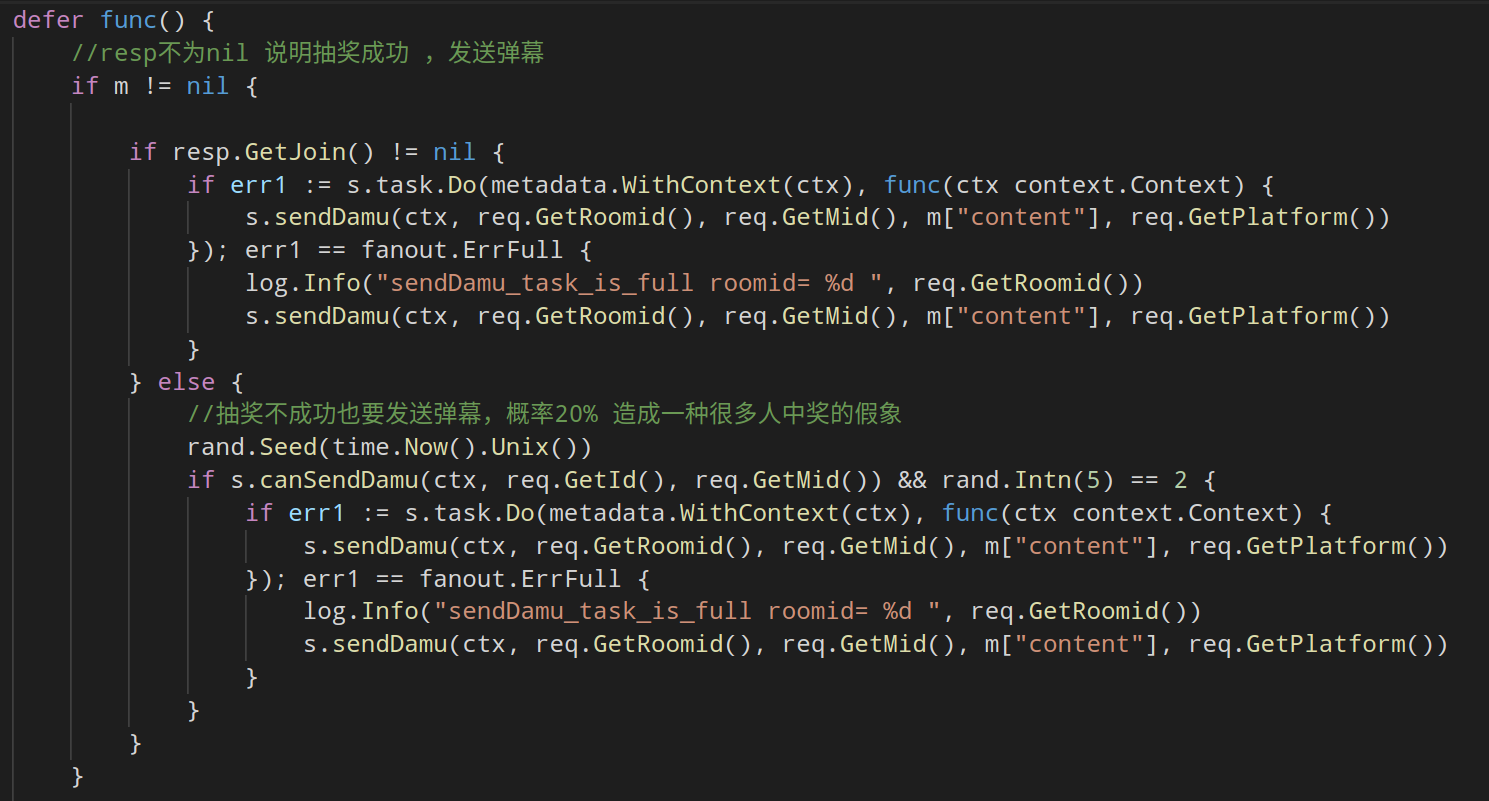 defer func() {
//resp不为nil 说明抽奖成功 ，发送弹幕
if m != nil {
if resp.GetJoin() != nil {
if err1 := s.task.Do(metadata.WithContext(ctx), func(ctx context.Context) {
s.sendDamu(ctx, req.GetRoomid(), req.GetMid(), m["content"], req.GetPlatform())
}); err1 == fanout.ErrFull {
log.Info("sendDamu_task_is_full roomid= %d ", req.GetRoomid())
s.sendDamu(ctx, req.GetRoomid(), req.GetMid(), m["content"], req.GetPlatform())
}
} else {
//抽奖不成功也要发送弹幕，概率20% 造成一种很多人中奖的假象
rand.Seed(time.Now().Unix())
if s.canSendDamu(ctx, req.GetId(), req.GetMid()) && rand.Intn(5) == 2 {
if err1 := s.task.Do(metadata.WithContext(ctx), func(ctx context.Context) {
s.sendDamu(ctx, req.GetRoomid(), req.GetMid(), m["content"], req.GetPlatform())
}); err1 == fanout.ErrFull {
log.Info("sendDamu_task_is_full roomid= %d ", req.GetRoomid())
s.sendDamu(ctx, req.GetRoomid(), req.GetMid(), m["content"], req.GetPlatform())
}
}
}
}